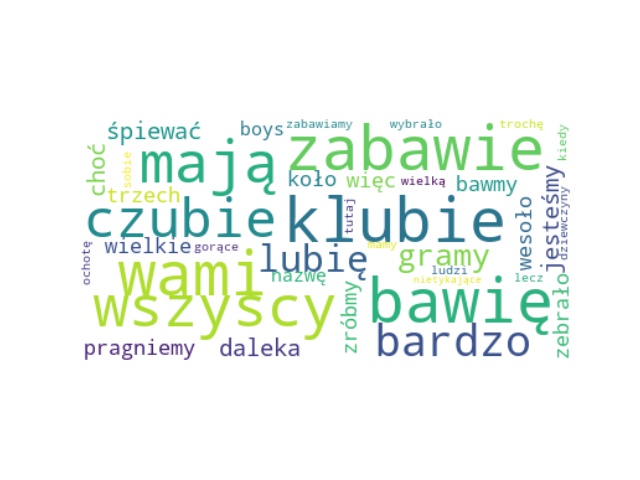 śpiewać boys zabawiamy wybrało trochę
choć sobie mają zabawie kiedy
trzech koło więc wielką bawmy
czubie klubie tutaj wesoło jesteśmy dziewczyny
ochotę wielkie gorące lubię mamy gramy
wami nazwę ludzi nietykające lecz
wszyscy zróbmy bawię zebrało
pragniemy daleka bardzo